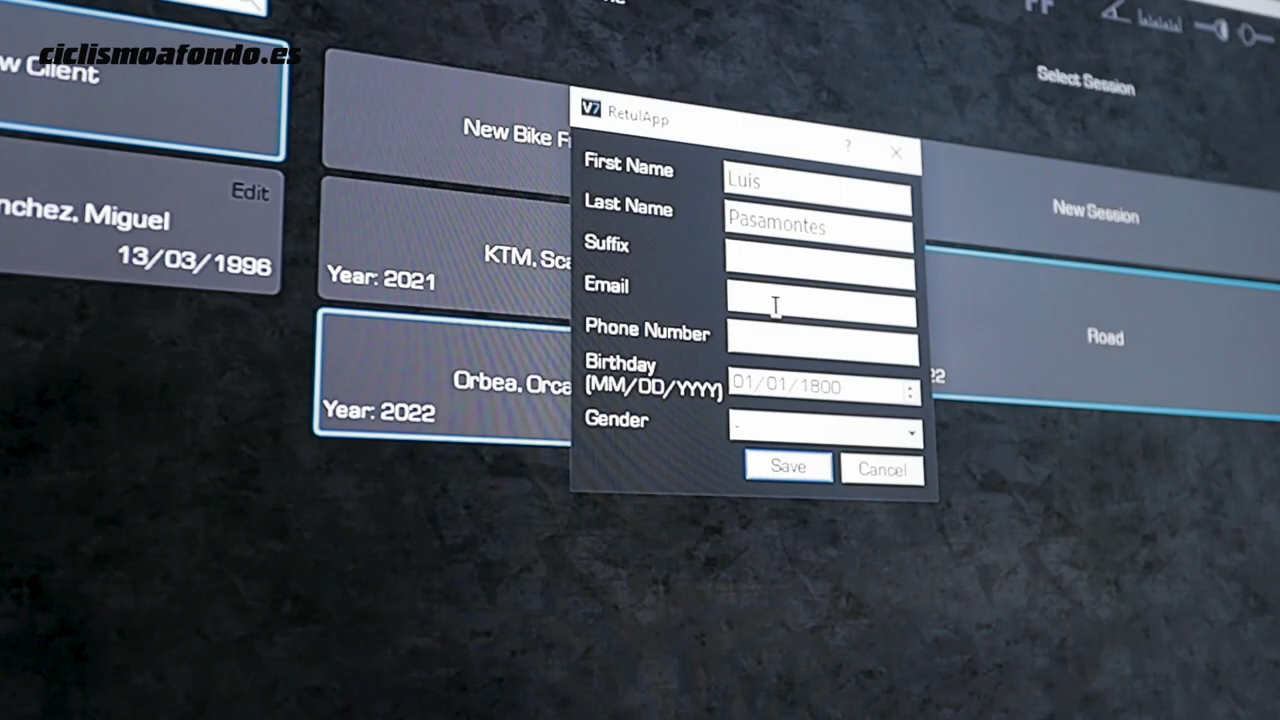 ciclismoafondo.es
w Client
Edit
nchez, Miguel
13/03/1996
New Bike F
KTM, Sca
Year: 2021
Orbea, Orca
Year: 2022
V7 RetulApp
? ×
First Name
Luis
Last Name
Pasamontes
Suffix
Email
Phone Number
Birthday
(MM/DD/YYYY)
01/01/1800
Gender
-
Save
Cancel
Select Session
New Session
Road
22